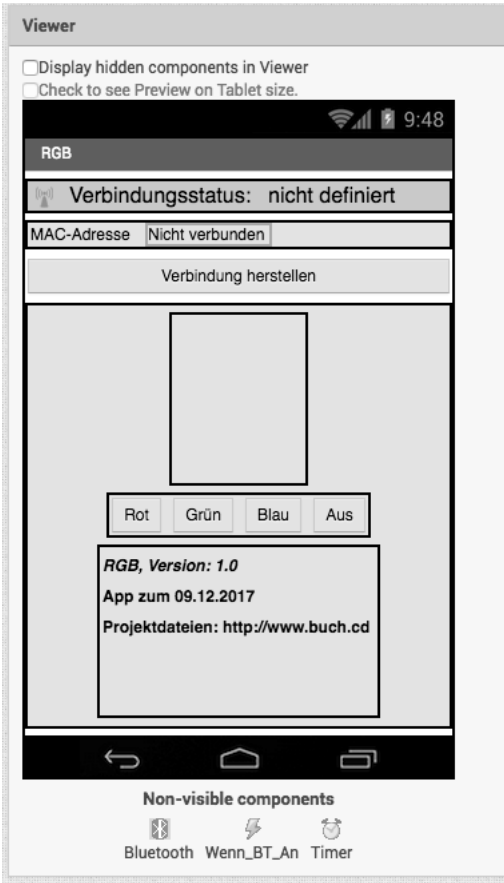 Viewer
Display hidden components in Viewer
Check to see Preview on Tablet size.
9:48
RGB
Verbindungsstatus: nicht definiert
MAC-Adresse Nicht verbunden
Verbindung herstellen
Rot Grün Blau Aus
RGB, Version: 1.0
App zum 09.12.2017
Projektdateien: http://www.buch.cd
Non-visible components
Bluetooth Wenn_BT_An Timer